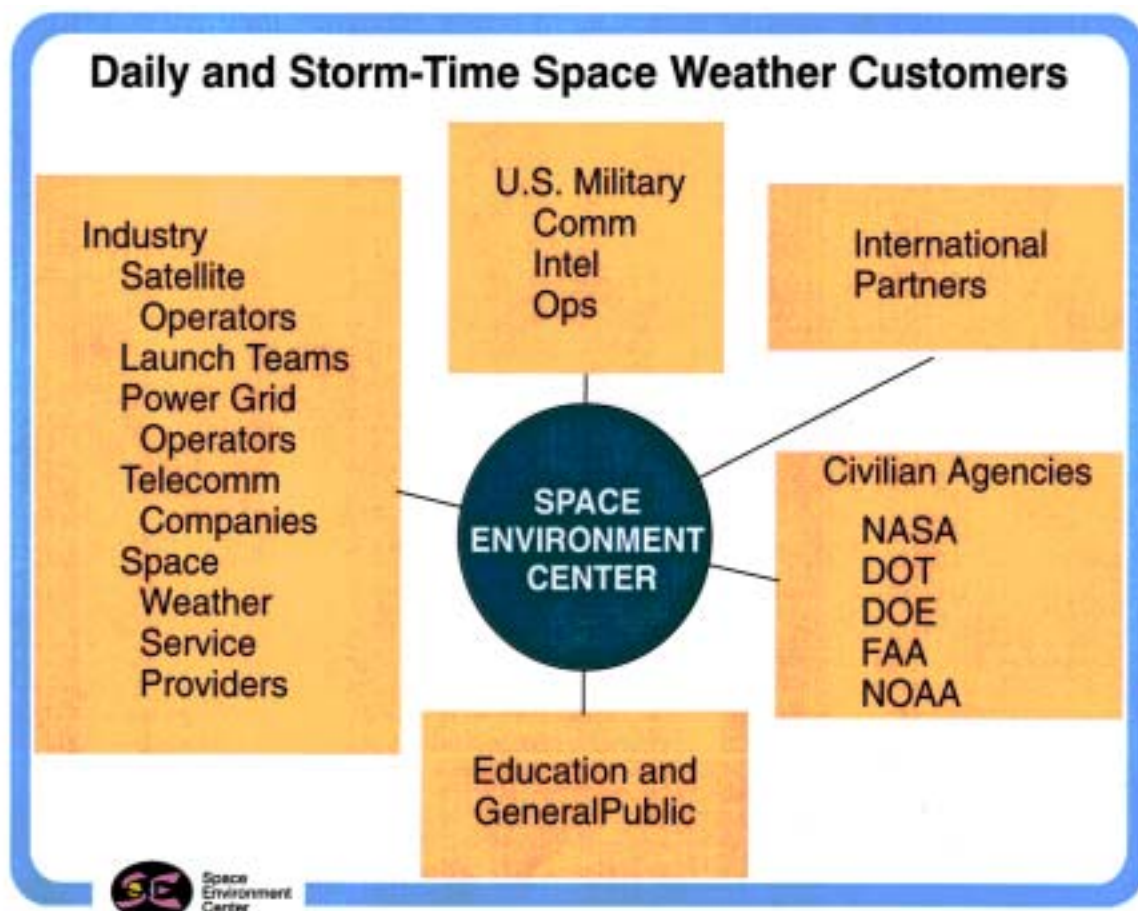 Daily and Storm-Time Space Weather Customers
Industry
Satellite
Operators
Launch Teams
Power Grid
Operators
Telecomm
Companies
Space
Weather
Service
Providers
U.S. Military
Comm
Intel
Ops
International
Partners
SPACE
ENVIRONMENT
CENTER
Civilian Agencies
NASA
DOT
DOE
FAA
NOAA
Education and
GeneralPublic
Space
Environment
Center